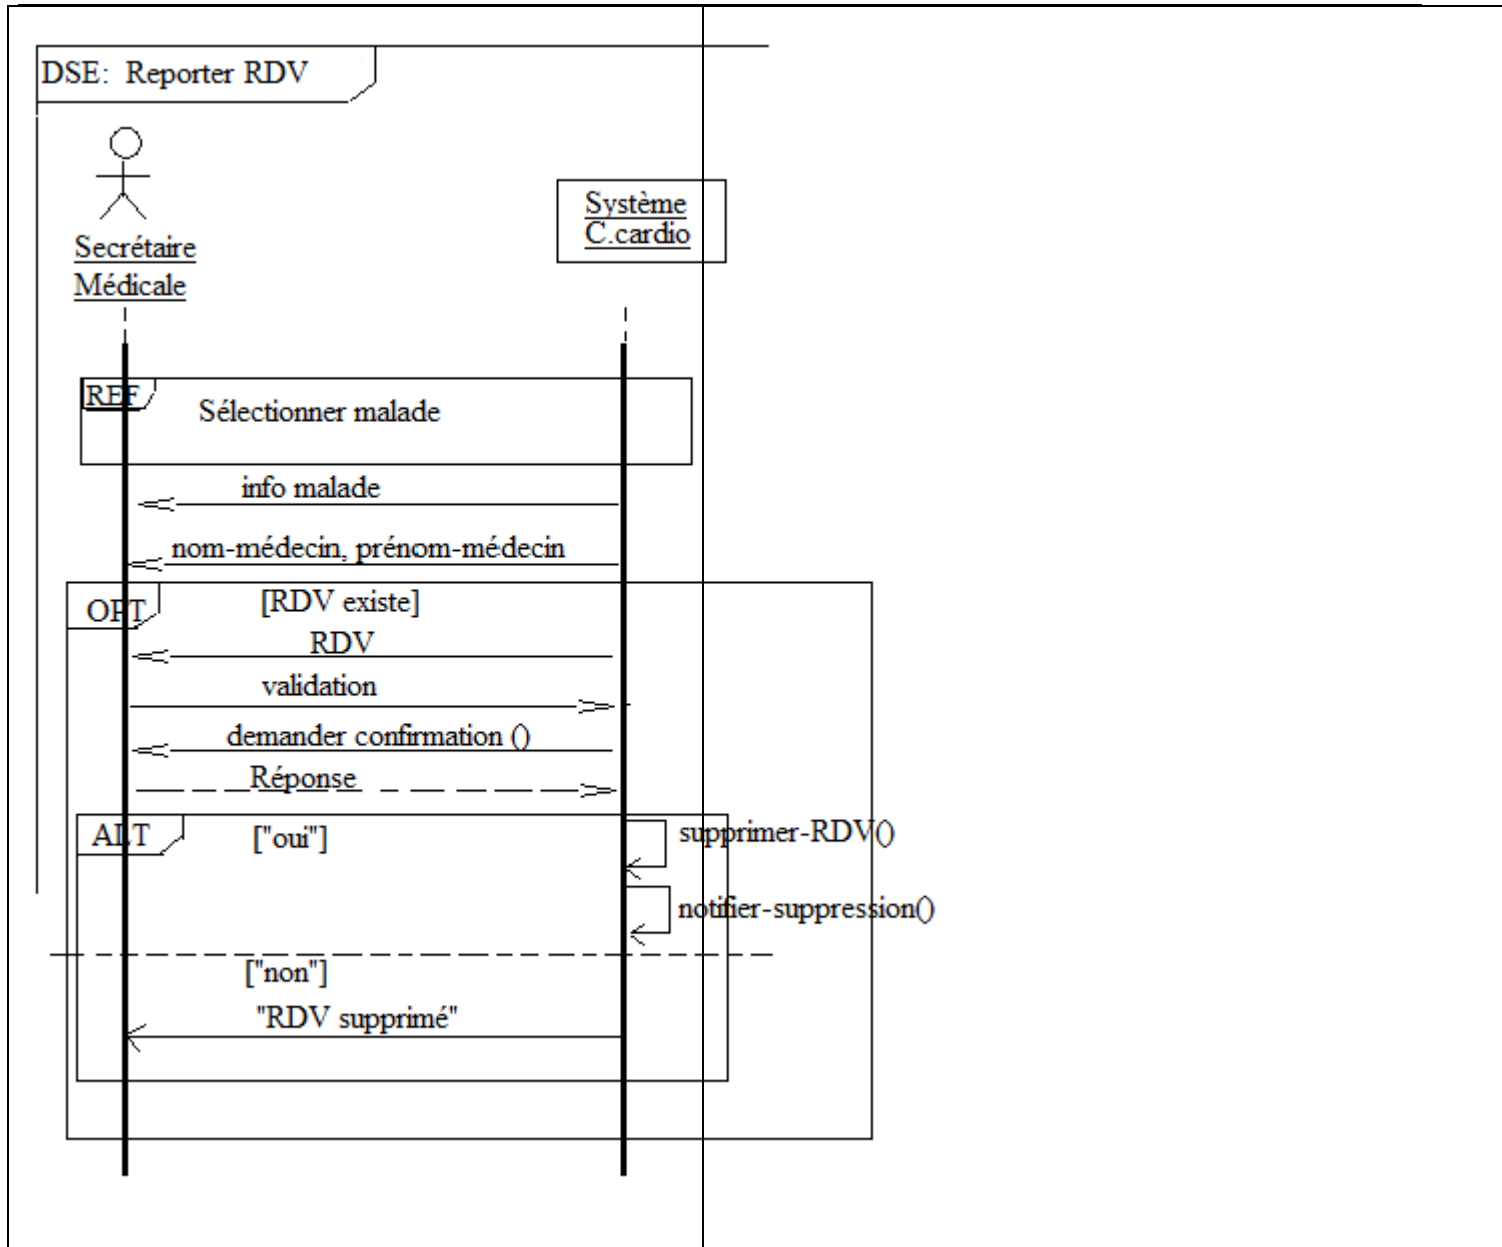 DSE: Reporter RDV
Système
C.cardio
Secrétaire
Médicale
REF
Sélectionner malade
info malade
nom-médecin, prénom-médecin
OPT
[RDV existe]
RDV
validation
demander confirmation ()
Réponse
ALT
["oui"]
supprimer-RDV()
notifier-suppression()
["non"]
"RDV supprimé"